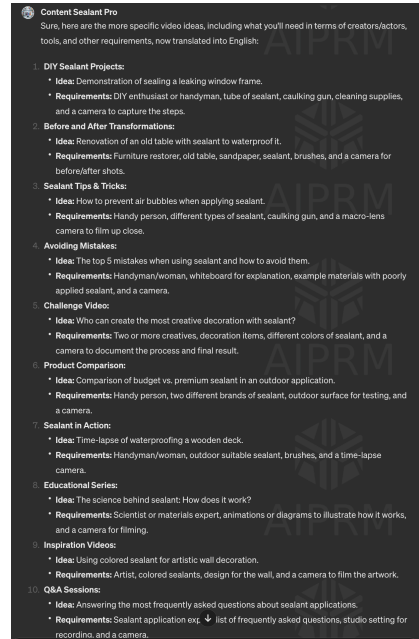 Content Sealant Pro
Sure, here are the more specific video ideas, including what you'll need in terms of creators/actors,
tools, and other requirements, now translated into English:
1. DIY Sealant Projects:
• Idea: Demonstration of sealing a leaking window frame.
• Requirements: DIY enthusiast or handyman, tube of sealant, caulking gun, cleaning supplies,
and a camera to capture the steps.
2. Before and After Transformations:
• Idea: Renovation of an old table with sealant to waterproof it.
• Requirements: Furniture restorer, old table, sandpaper, sealant, brushes, and a camera for
before/after shots.
3. Sealant Tips & Tricks:
• Idea: How to prevent air bubbles when applying sealant.
• Requirements: Handy person, different types of sealant, caulking gun, and a macro-lens
camera to film up close.
4. Avoiding Mistakes:
• Idea: The top 5 mistakes when using sealant and how to avoid them.
• Requirements: Handyman/woman, whiteboard for explanation, example materials with poorly
applied sealant, and a camera.
5. Challenge Video:
• Idea: Who can create the most creative decoration with sealant?
• Requirements: Two or more creatives, decoration items, different colors of sealant, and a
camera to document the process and final result.
6. Product Comparison:
• Idea: Comparison of budget vs. premium sealant in an outdoor application.
• Requirements: Handy person, two different brands of sealant, outdoor surface for testing, and
a camera.
7. Sealant in Action:
• Idea: Time-lapse of waterproofing a wooden deck.
• Requirements: Handyman/woman, outdoor suitable sealant, brushes, and a time-lapse
camera.
8. Educational Series:
• Idea: The science behind sealant: How does it work?
• Requirements: Scientist or materials expert, animations or diagrams to illustrate how it works,
and a camera for filming.
9. Inspiration Videos:
• Idea: Using colored sealant for artistic wall decoration.
• Requirements: Artist, colored sealants, design for the wall, and a camera to film the artwork.
10. Q&A Sessions:
• Idea: Answering the most frequently asked questions about sealant applications.
• Requirements: Sealant application list of frequently asked questions, studio setting for
recording, and a camera.
AIPRM
AIPRM
AIPRM